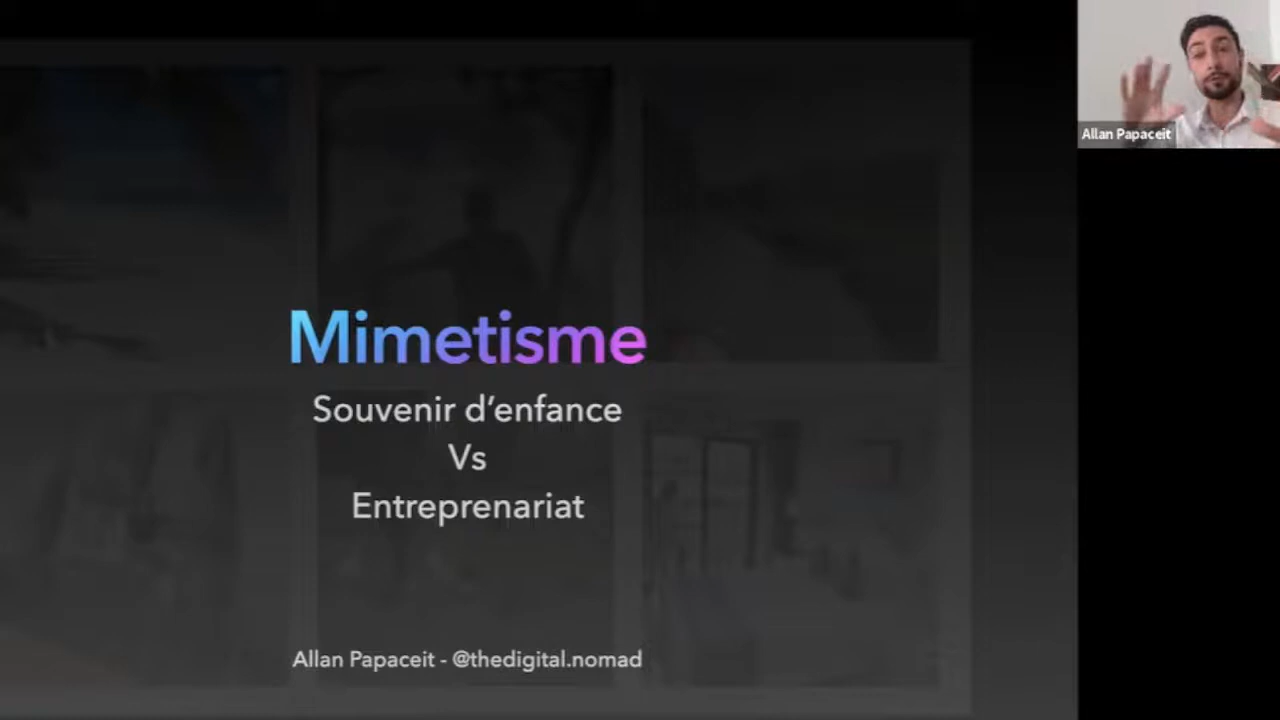 Mimetisme
Souvenir d’enfance
Vs
Entreprenariat
Allan Papaceit - @thedigital.nomad
Allan Papaceit